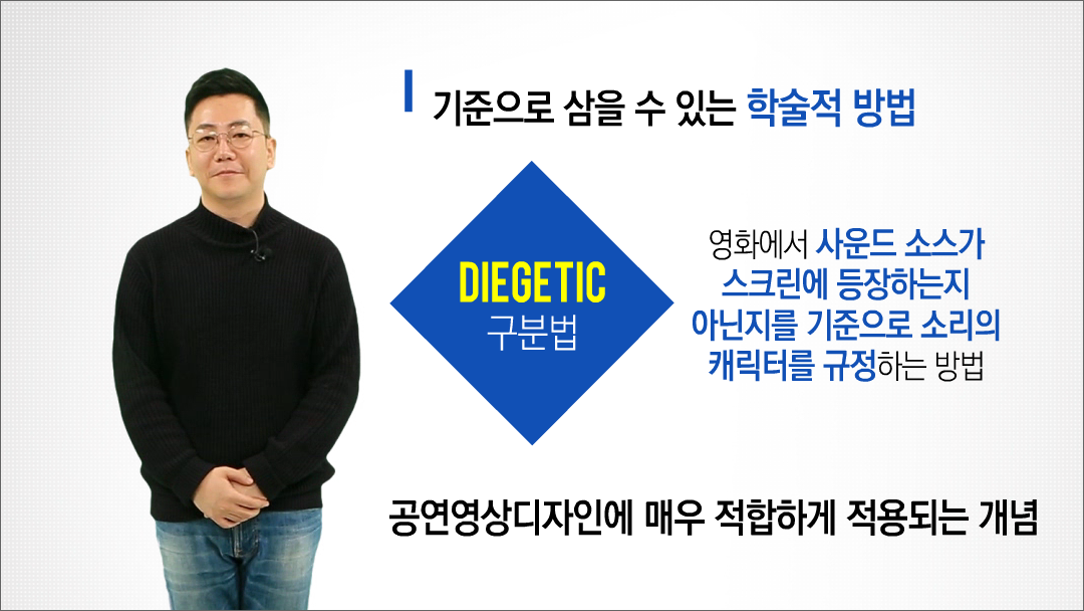 기준으로 삼을 수 있는 학술적 방법
DIEGETIC
구분법
영화에서 사운드 소스가
스크린에 등장하는지
아닌지를 기준으로 소리의
캐릭터를 규정하는 방법
공연영상디자인에 매우 적합하게 적용되는 개념